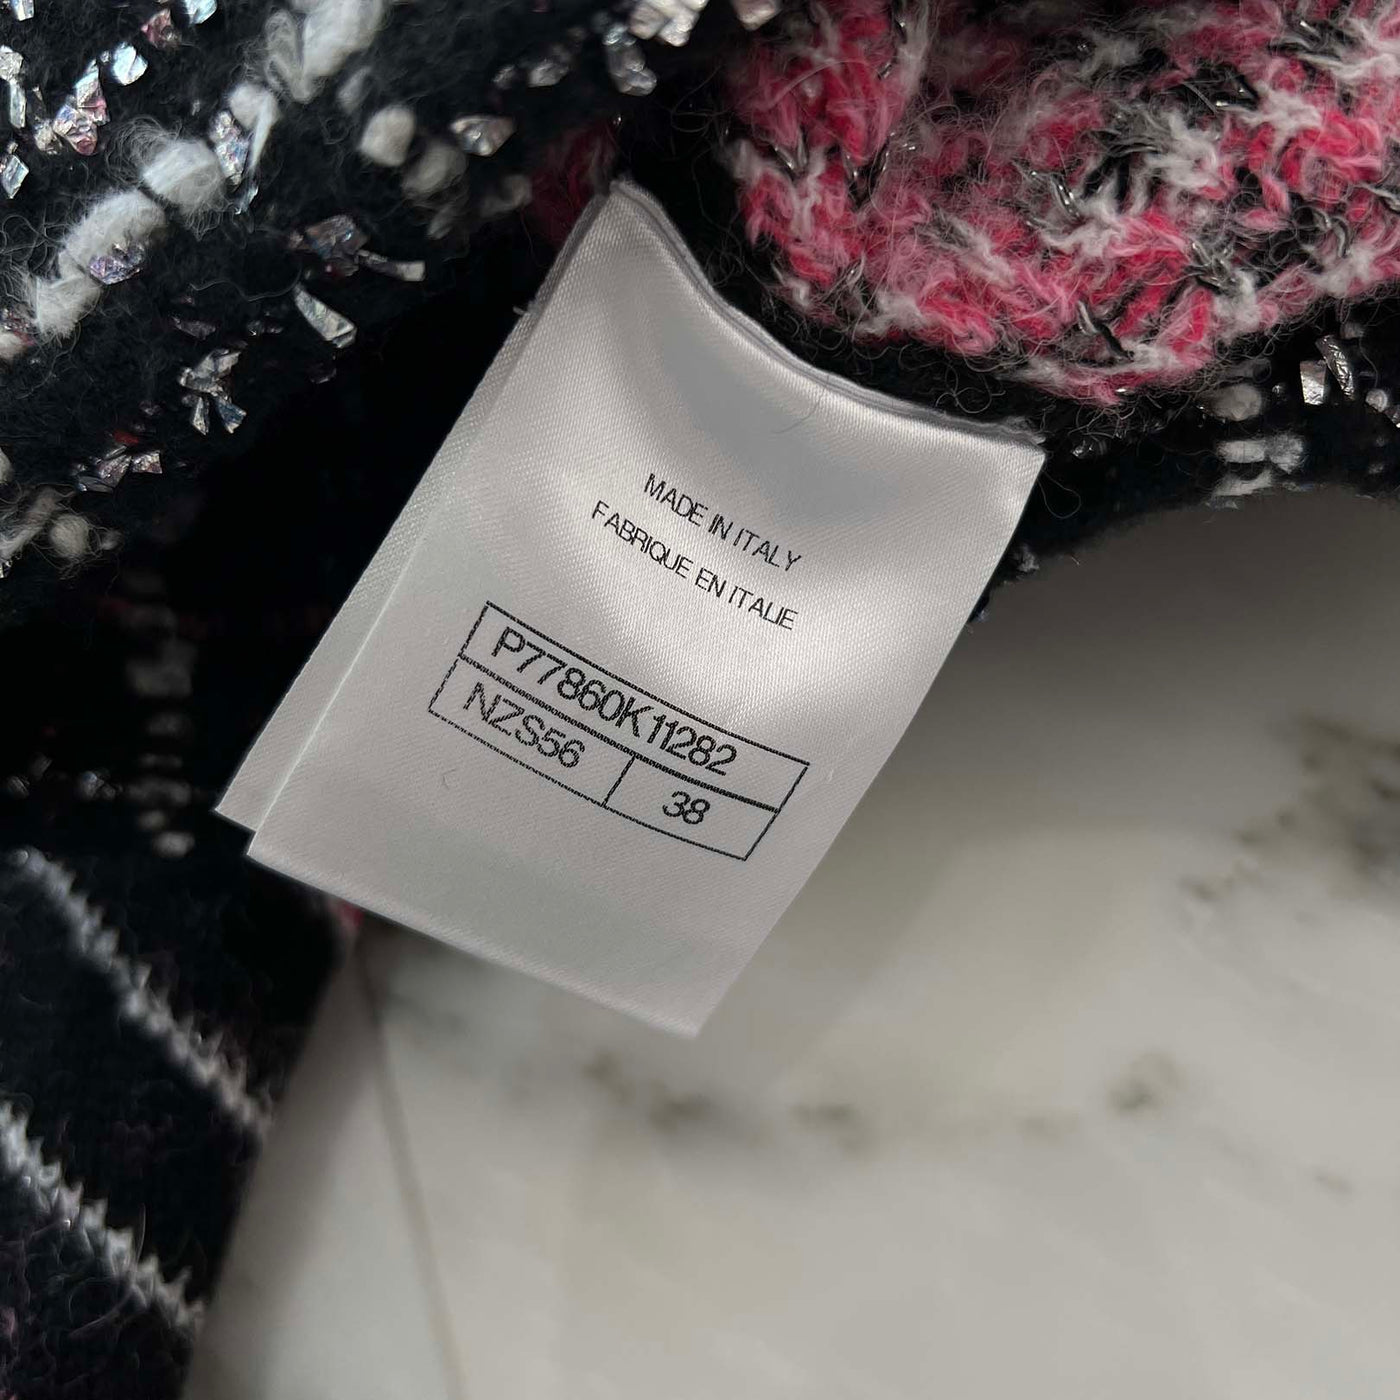 MADE IN ITALY
FABRIQUE EN ITALIE
P77860K11282
NZS56 38